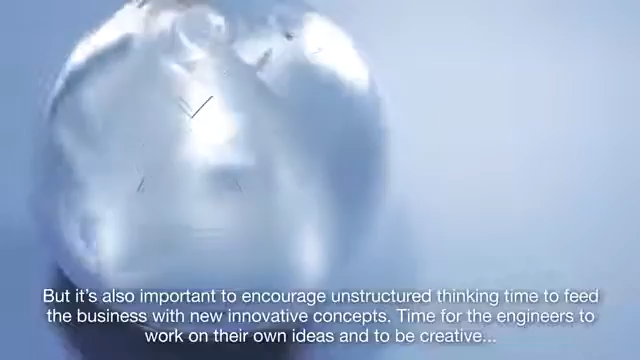 But it's also important to encourage unstructured thinking time to feed
the business with new innovative concepts. Time for the engineers to
work on their own ideas and to be creative...